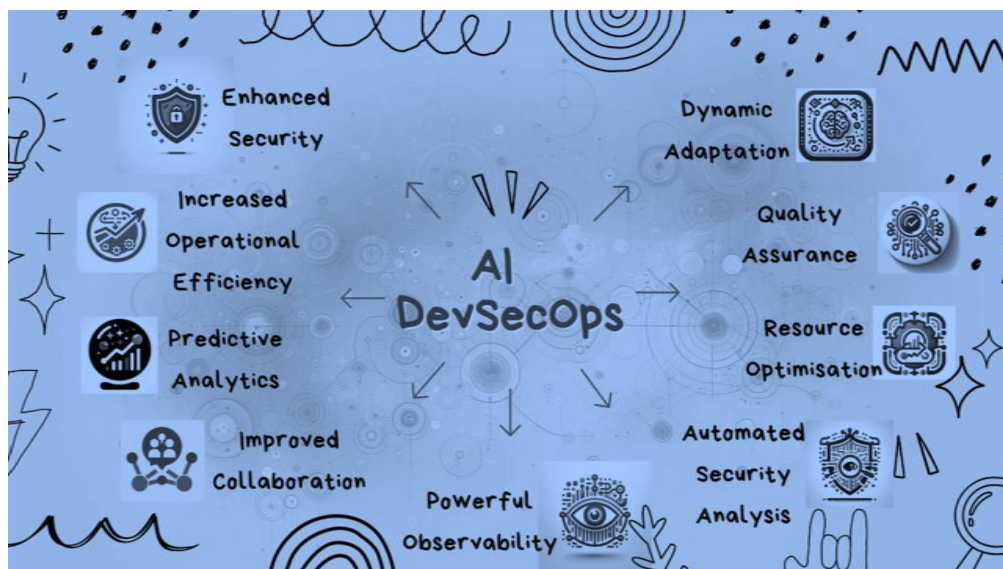 Enhanced
Security
Increased
Operational
Efficiency
Predictive
Analytics
Improved
Collaboration
AI
DevSecOps
Powerful
Observability
Dynamic
Adaptation
Quality
Assurance
Resource
Optimisation
Automated
Security
Analysis